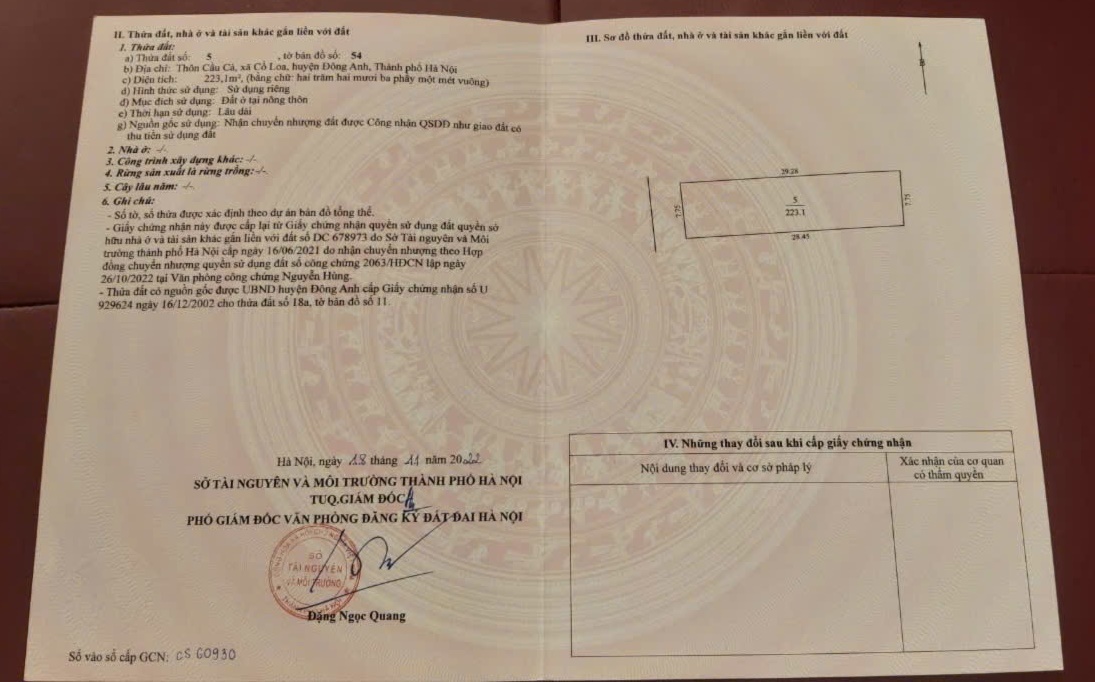 II. Thửa đất, nhà ở và tài sản khác gắn liền với đất
1. Thửa đất:
a) Thửa đất số: 5 , tờ bản đồ số: 54
b) Địa chỉ: Thôn Cầu Cả, xã Cổ Loa, huyện Đông Anh, Thành phố Hà Nội
c) Diện tích: 223,1m², (bằng chữ: hai trăm hai mươi ba phẩy một mét vuông)
d) Hình thức sử dụng: Sử dụng riêng
đ) Mục đích sử dụng: Đất ở tại nông thôn
e) Thời hạn sử dụng: Lâu dài
g) Nguồn gốc sử dụng: Nhận chuyển nhượng đất được Công nhận QSDĐ như giao đất có
thu tiền sử dụng đất
2. Nhà ở: -/-
3. Công trình xây dựng khác: -/-
4. Rừng sản xuất là rừng trồng: -/-
5. Cây lâu năm: -/-
6. Ghi chú:
- Số tờ, số thửa được xác định theo dự án bản đồ tổng thể.
- Giấy chứng nhận này được cấp lại từ Giấy chứng nhận quyền sử dụng đất quyền sở
hữu nhà ở và tài sản khác gắn liền với đất số DC 678973 do Sở Tài nguyên và Môi
trường thành phố Hà Nội cấp ngày 16/06/2021 do nhận chuyển nhượng theo Hợp
đồng chuyển nhượng quyền sử dụng đất số công chứng 2063/HĐCN lập ngày
26/10/2022 tại Văn phòng công chứng Nguyễn Hùng.
- Thửa đất có nguồn gốc được UBND huyện Đông Anh cấp Giấy chứng nhận số U
929624 ngày 16/12/2002 cho thửa đất số 18a, tờ bản đồ số 11.
Hà Nội, ngày 18 tháng 11 năm 2022
SỞ TÀI NGUYÊN VÀ MÔI TRƯỜNG THÀNH PHỐ HÀ NỘI
TUQ.GIÁM ĐỐC
PHÓ GIÁM ĐỐC VĂN PHÒNG ĐĂNG KÝ ĐẤT ĐAI HÀ NỘI
SỞ
TÀI NGUYÊN
VÀ MÔI TRƯỜNG
Đặng Ngọc Quang
Số vào sổ cấp GCN: CS 60930
III. Sơ đồ thửa đất, nhà ở và tài sản khác gắn liền với đất
B
7.75
5
223.1
7.75
28.45
IV. Những thay đổi sau khi cấp giấy chứng nhận
Nội dung thay đổi và cơ sở pháp lý
Xác nhận của cơ quan
có thẩm quyền